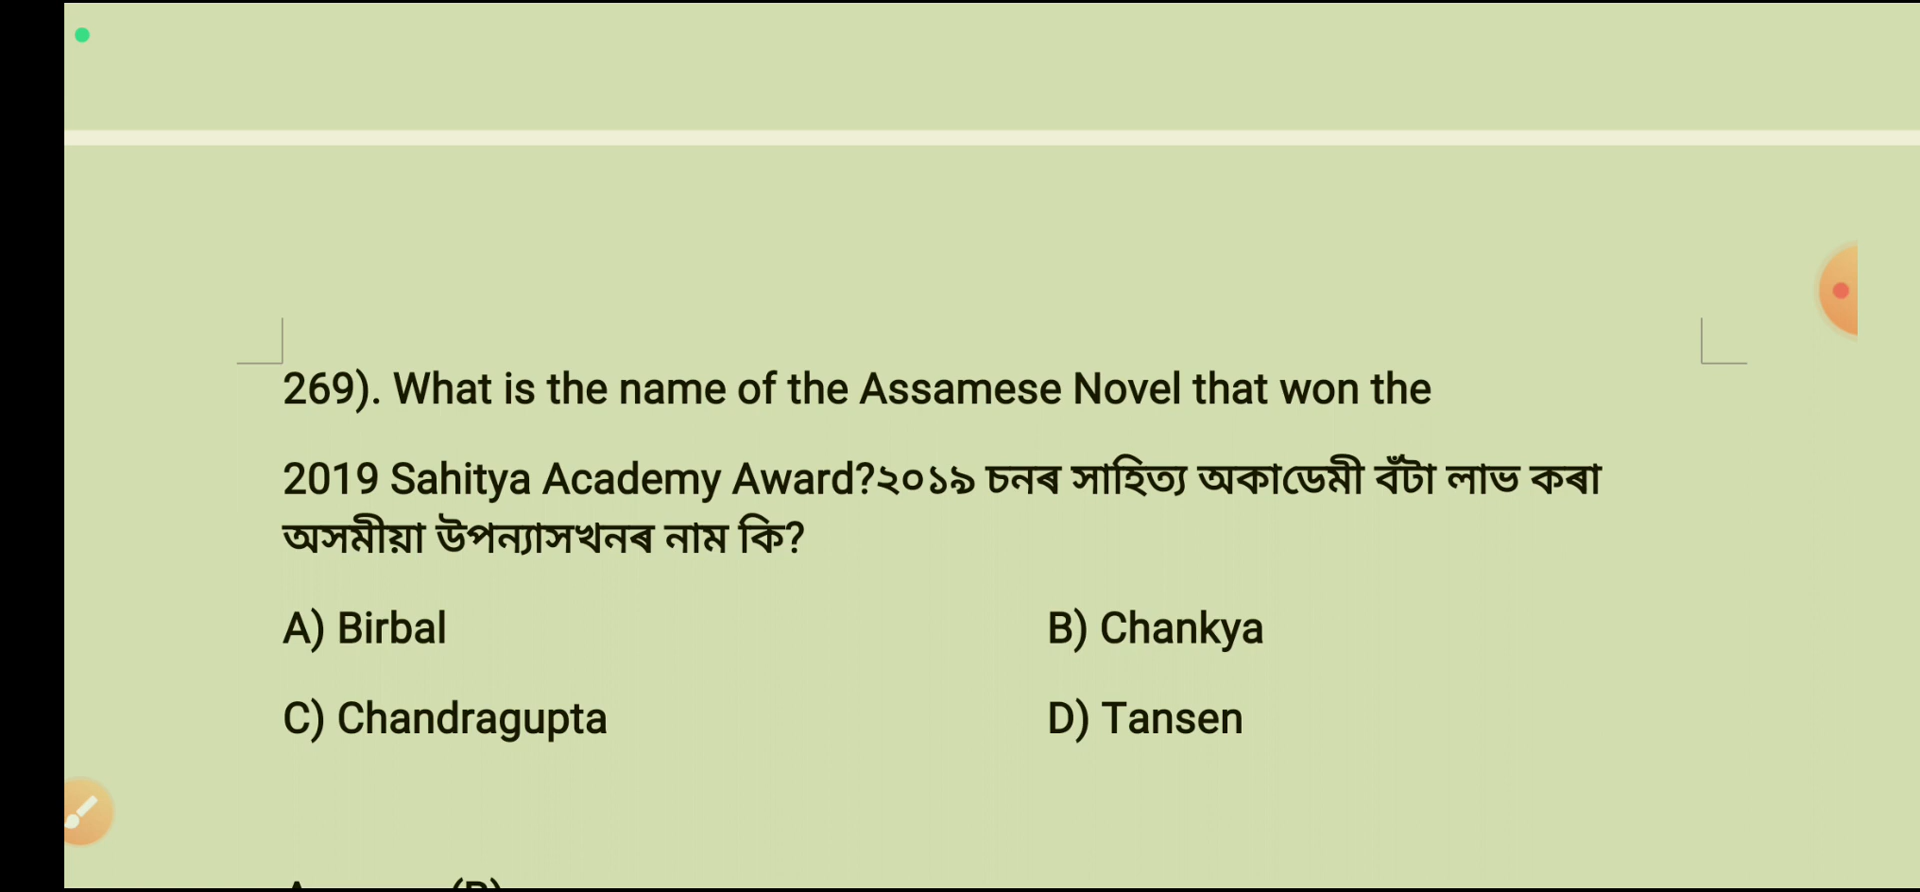 269). What is the name of the Assamese Novel that won the
2019 Sahitya Academy Award?২০১৯ চনৰ সাহিত্য অকাডেমী বঁটা লাভ কৰা
অসমীয়া উপন্যাসখনৰ নাম কি?
A) Birbal B) Chankya
C) Chandragupta D) Tansen